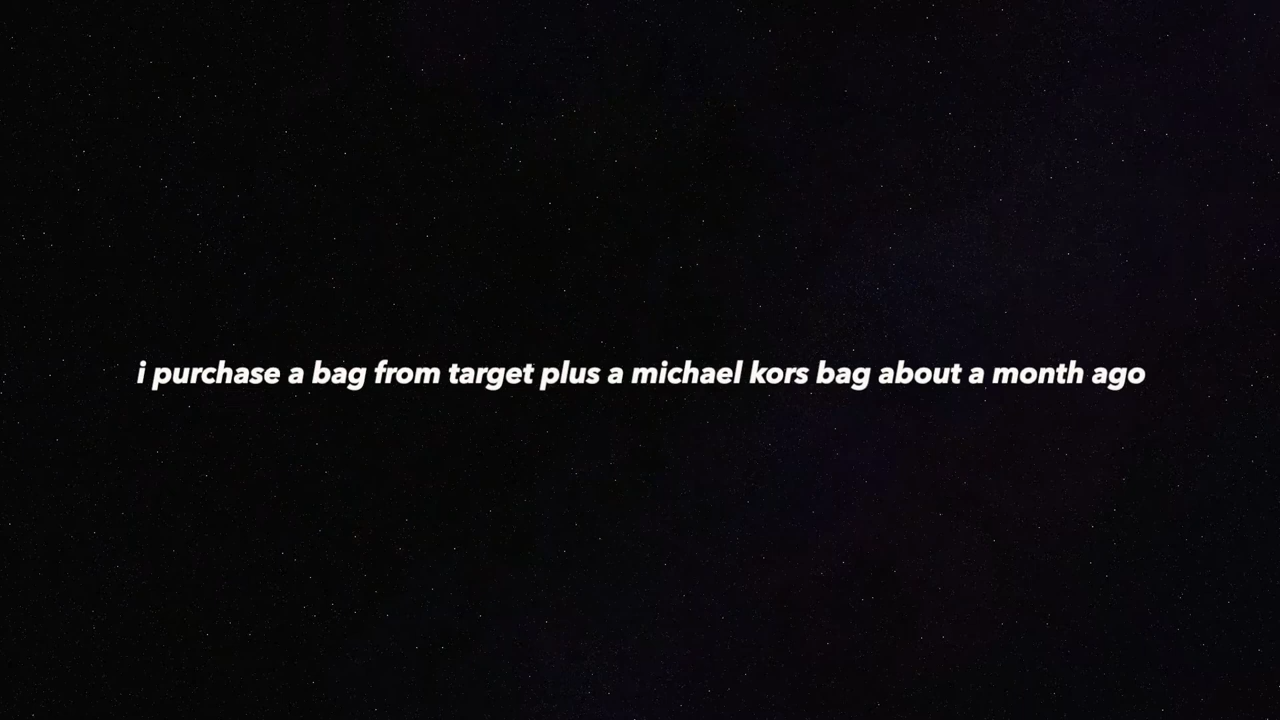 i purchase a bag from target plus a michael kors bag about a month ago